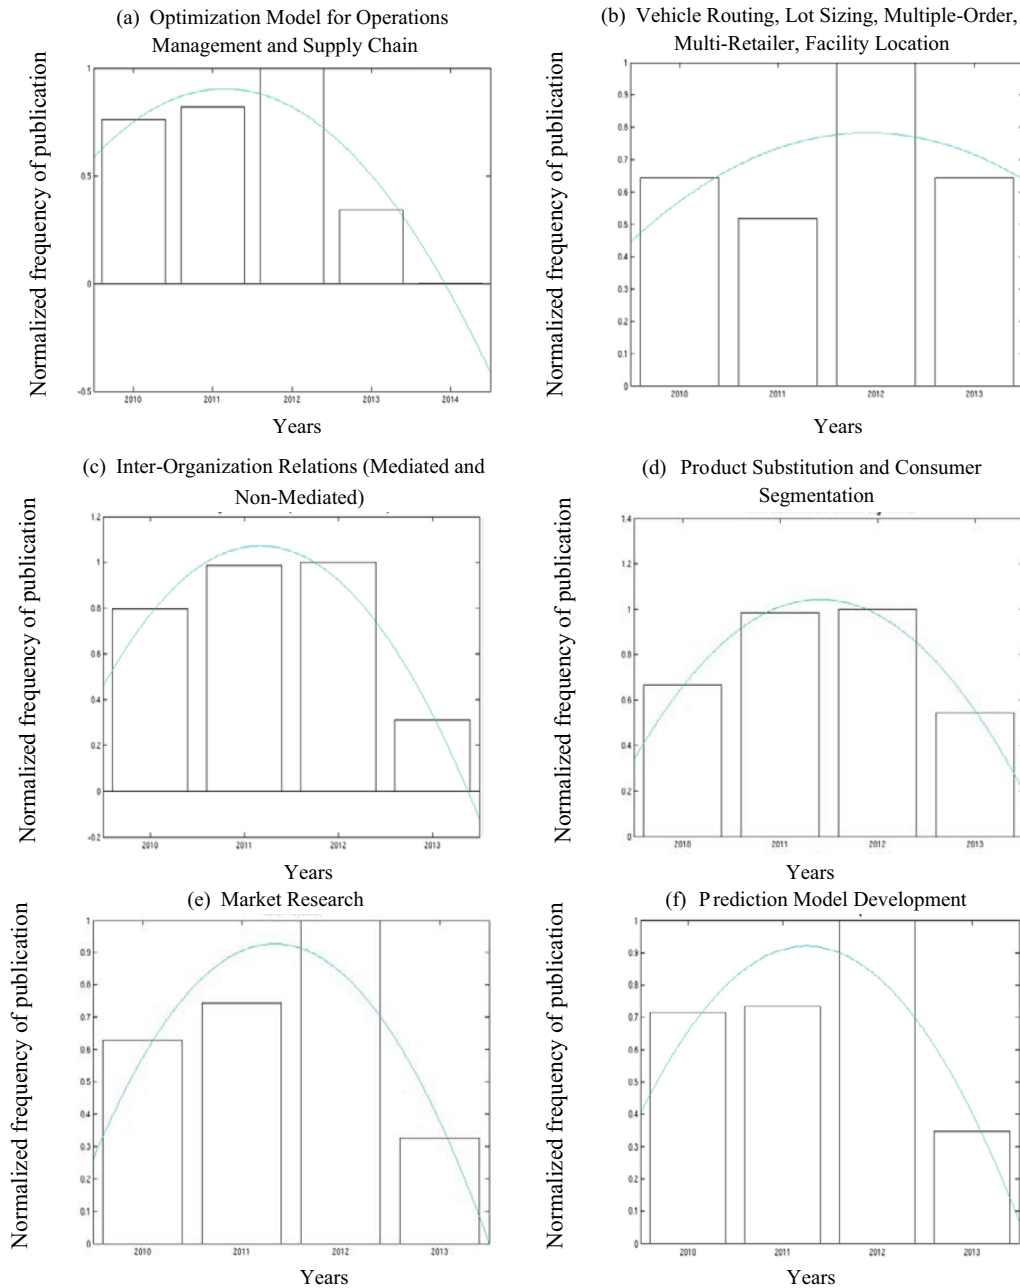 (a) Optimization Model for Operations
Management and Supply Chain
Normalized frequency of publication
1
0.5
0
-0.5
2010 2011 2012 2013 2014
Years
(b) Vehicle Routing, Lot Sizing, Multiple-Order,
Multi-Retailer, Facility Location
Normalized frequency of publication
1
0.9
0.8
0.7
0.6
0.5
0.4
0.3
0.2
0.1
0
2010 2011 2012 2013
Years
(c) Inter-Organization Relations (Mediated and
Non-Mediated)
Normalized frequency of publication
1.2
1
0.8
0.6
0.4
0.2
0
-0.2
2010 2011 2012 2013
Years
(d) Product Substitution and Consumer
Segmentation
Normalized frequency of publication
1.4
1.2
1
0.8
0.6
0.4
0.2
0
2010 2011 2012 2013
Years
(e) Market Research
Normalized frequency of publication
1
0.9
0.8
0.7
0.6
0.5
0.4
0.3
0.2
0.1
0
2010 2011 2012 2013
Years
(f) Prediction Model Development
Normalized frequency of publication
1
0.9
0.8
0.7
0.6
0.5
0.4
0.3
0.2
0.1
0
2010 2011 2012 2013
Years